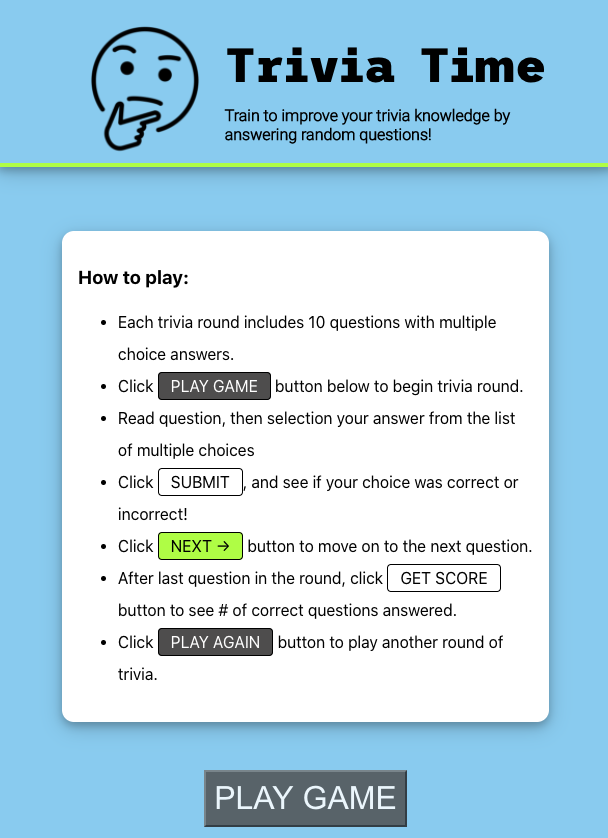 Trivia Time
Train to improve your trivia knowledge by
answering random questions!
How to play:
• Each trivia round includes 10 questions with multiple
choice answers.
• Click PLAY GAME button below to begin trivia round.
• Read question, then selection your answer from the list
of multiple choices
• Click SUBMIT, and see if your choice was correct or
incorrect!
• Click NEXT → button to move on to the next question.
• After last question in the round, click GET SCORE
button to see # of correct questions answered.
• Click PLAY AGAIN button to play another round of
trivia.
PLAY GAME